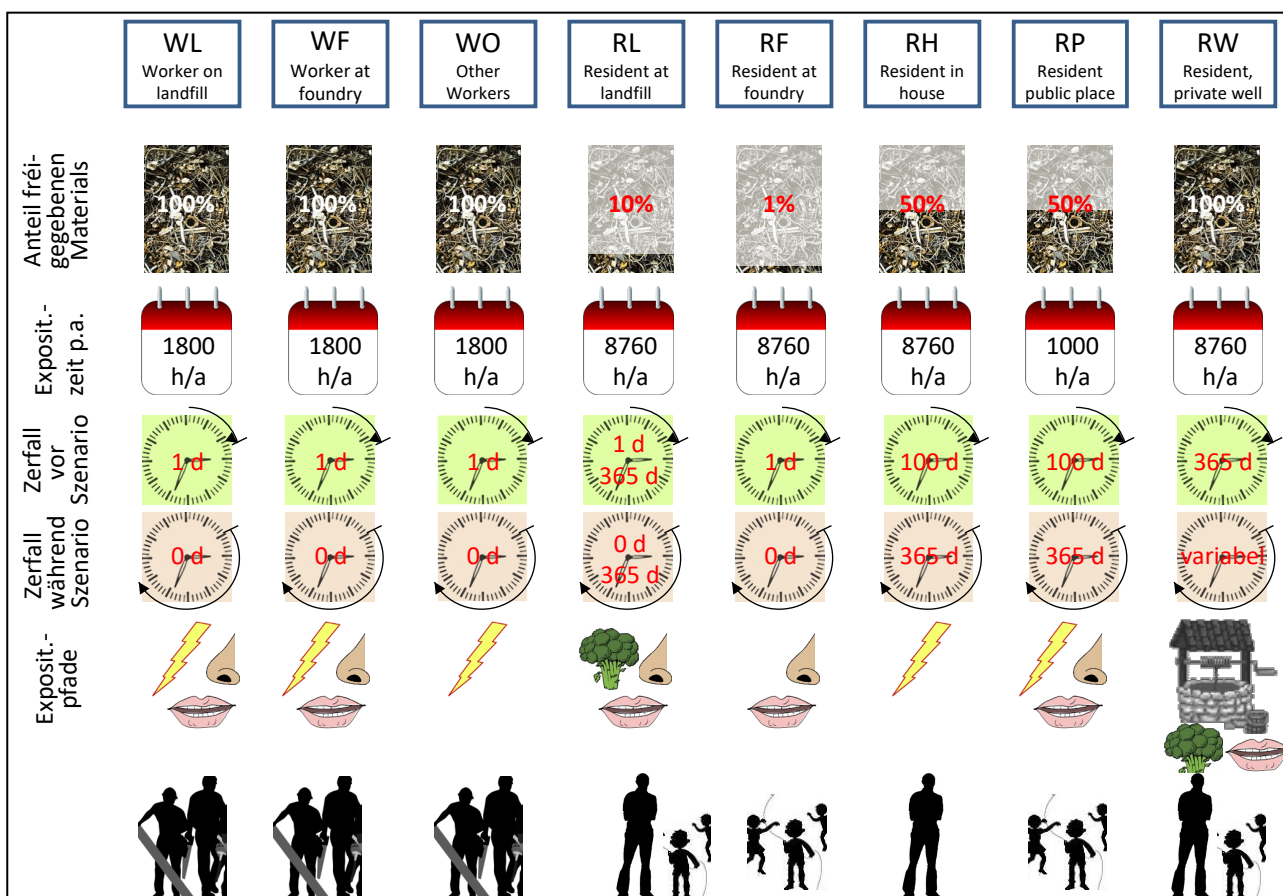 WL
Worker on
landfill
WF
Worker at
foundry
WO
Other
Workers
RL
Resident at
landfill
RF
Resident at
foundry
RH
Resident in
house
RP
Resident
public place
RW
Resident,
private well
Anteil fréi-
gegebenen
Materials
100%
100%
100%
10%
1%
50%
50%
100%
Exposit.-
zeit p.a.
1800
h/a
1800
h/a
1800
h/a
8760
h/a
8760
h/a
8760
h/a
1000
h/a
8760
h/a
Zerfall
vor
Szenario
1 d
1 d
1 d
1 d
365 d
1 d
100 d
100 d
365 d
Zerfall
während
Szenario
0 d
0 d
0 d
0 d
365 d
0 d
365 d
365 d
variabel
Exposit.-
pfade